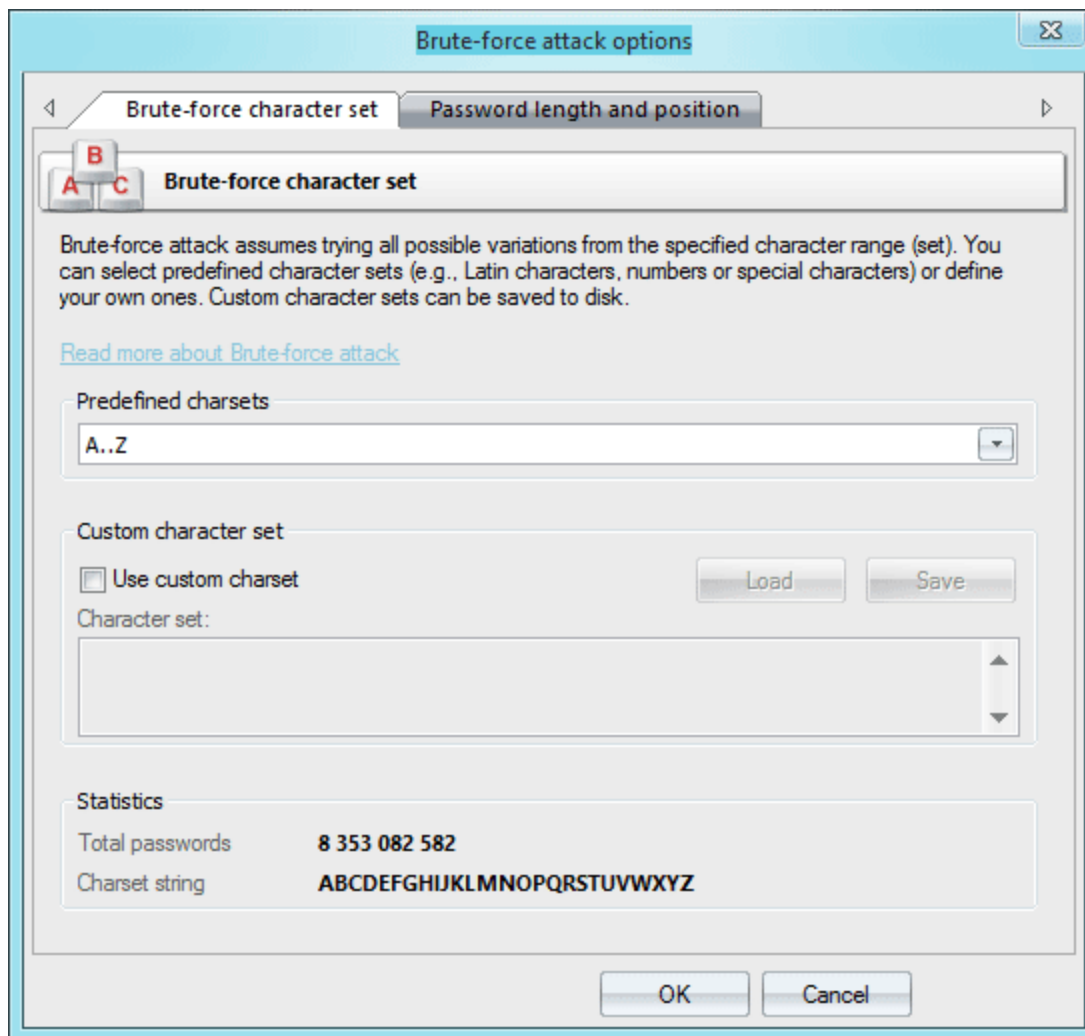 Brute-force attack options
Brute-force character set
Password length and position
B
A C
Brute-force character set
Brute-force attack assumes trying all possible variations from the specified character range (set). You
can select predefined character sets (e.g., Latin characters, numbers or special characters) or define
your own ones. Custom character sets can be saved to disk.
Read more about Brute-force attack
Predefined charsets
A..Z
Custom character set
Use custom charset
Load
Save
Character set:
Statistics
Total passwords 8 353 082 582
Charset string ABCDEFGHIJKLMNOPQRSTUVWXYZ
OK
Cancel